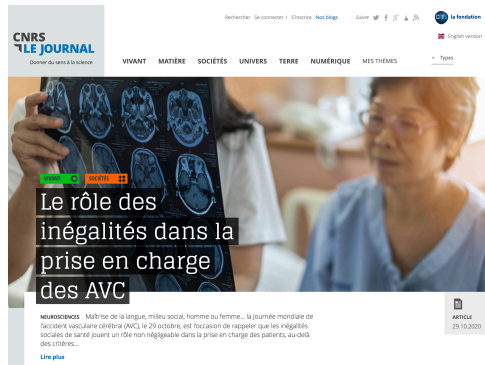 Rechercher Se connecter / S'inscrire Nos blogs Suivre cnrs la fondation
English version
CNRS
LE JOURNAL
Donner du sens à la science
VIVANT MATIÈRE SOCIÉTÉS UNIVERS TERRE NUMÉRIQUE MES THÈMES Types
VIVANT SOCIÉTÉS
Le rôle des
inégalités dans la
prise en charge
des AVC
NEUROSCIENCES Maîtrise de la langue, milieu social, homme ou femme... la Journée mondiale de
l'accident vasculaire cérébral (AVC), le 29 octobre, est l'occasion de rappeler que les inégalités
sociales de santé jouent un rôle non négligeable dans la prise en charge des patients, au-delà
des critères...
Lire plus
ARTICLE
29.10.2020